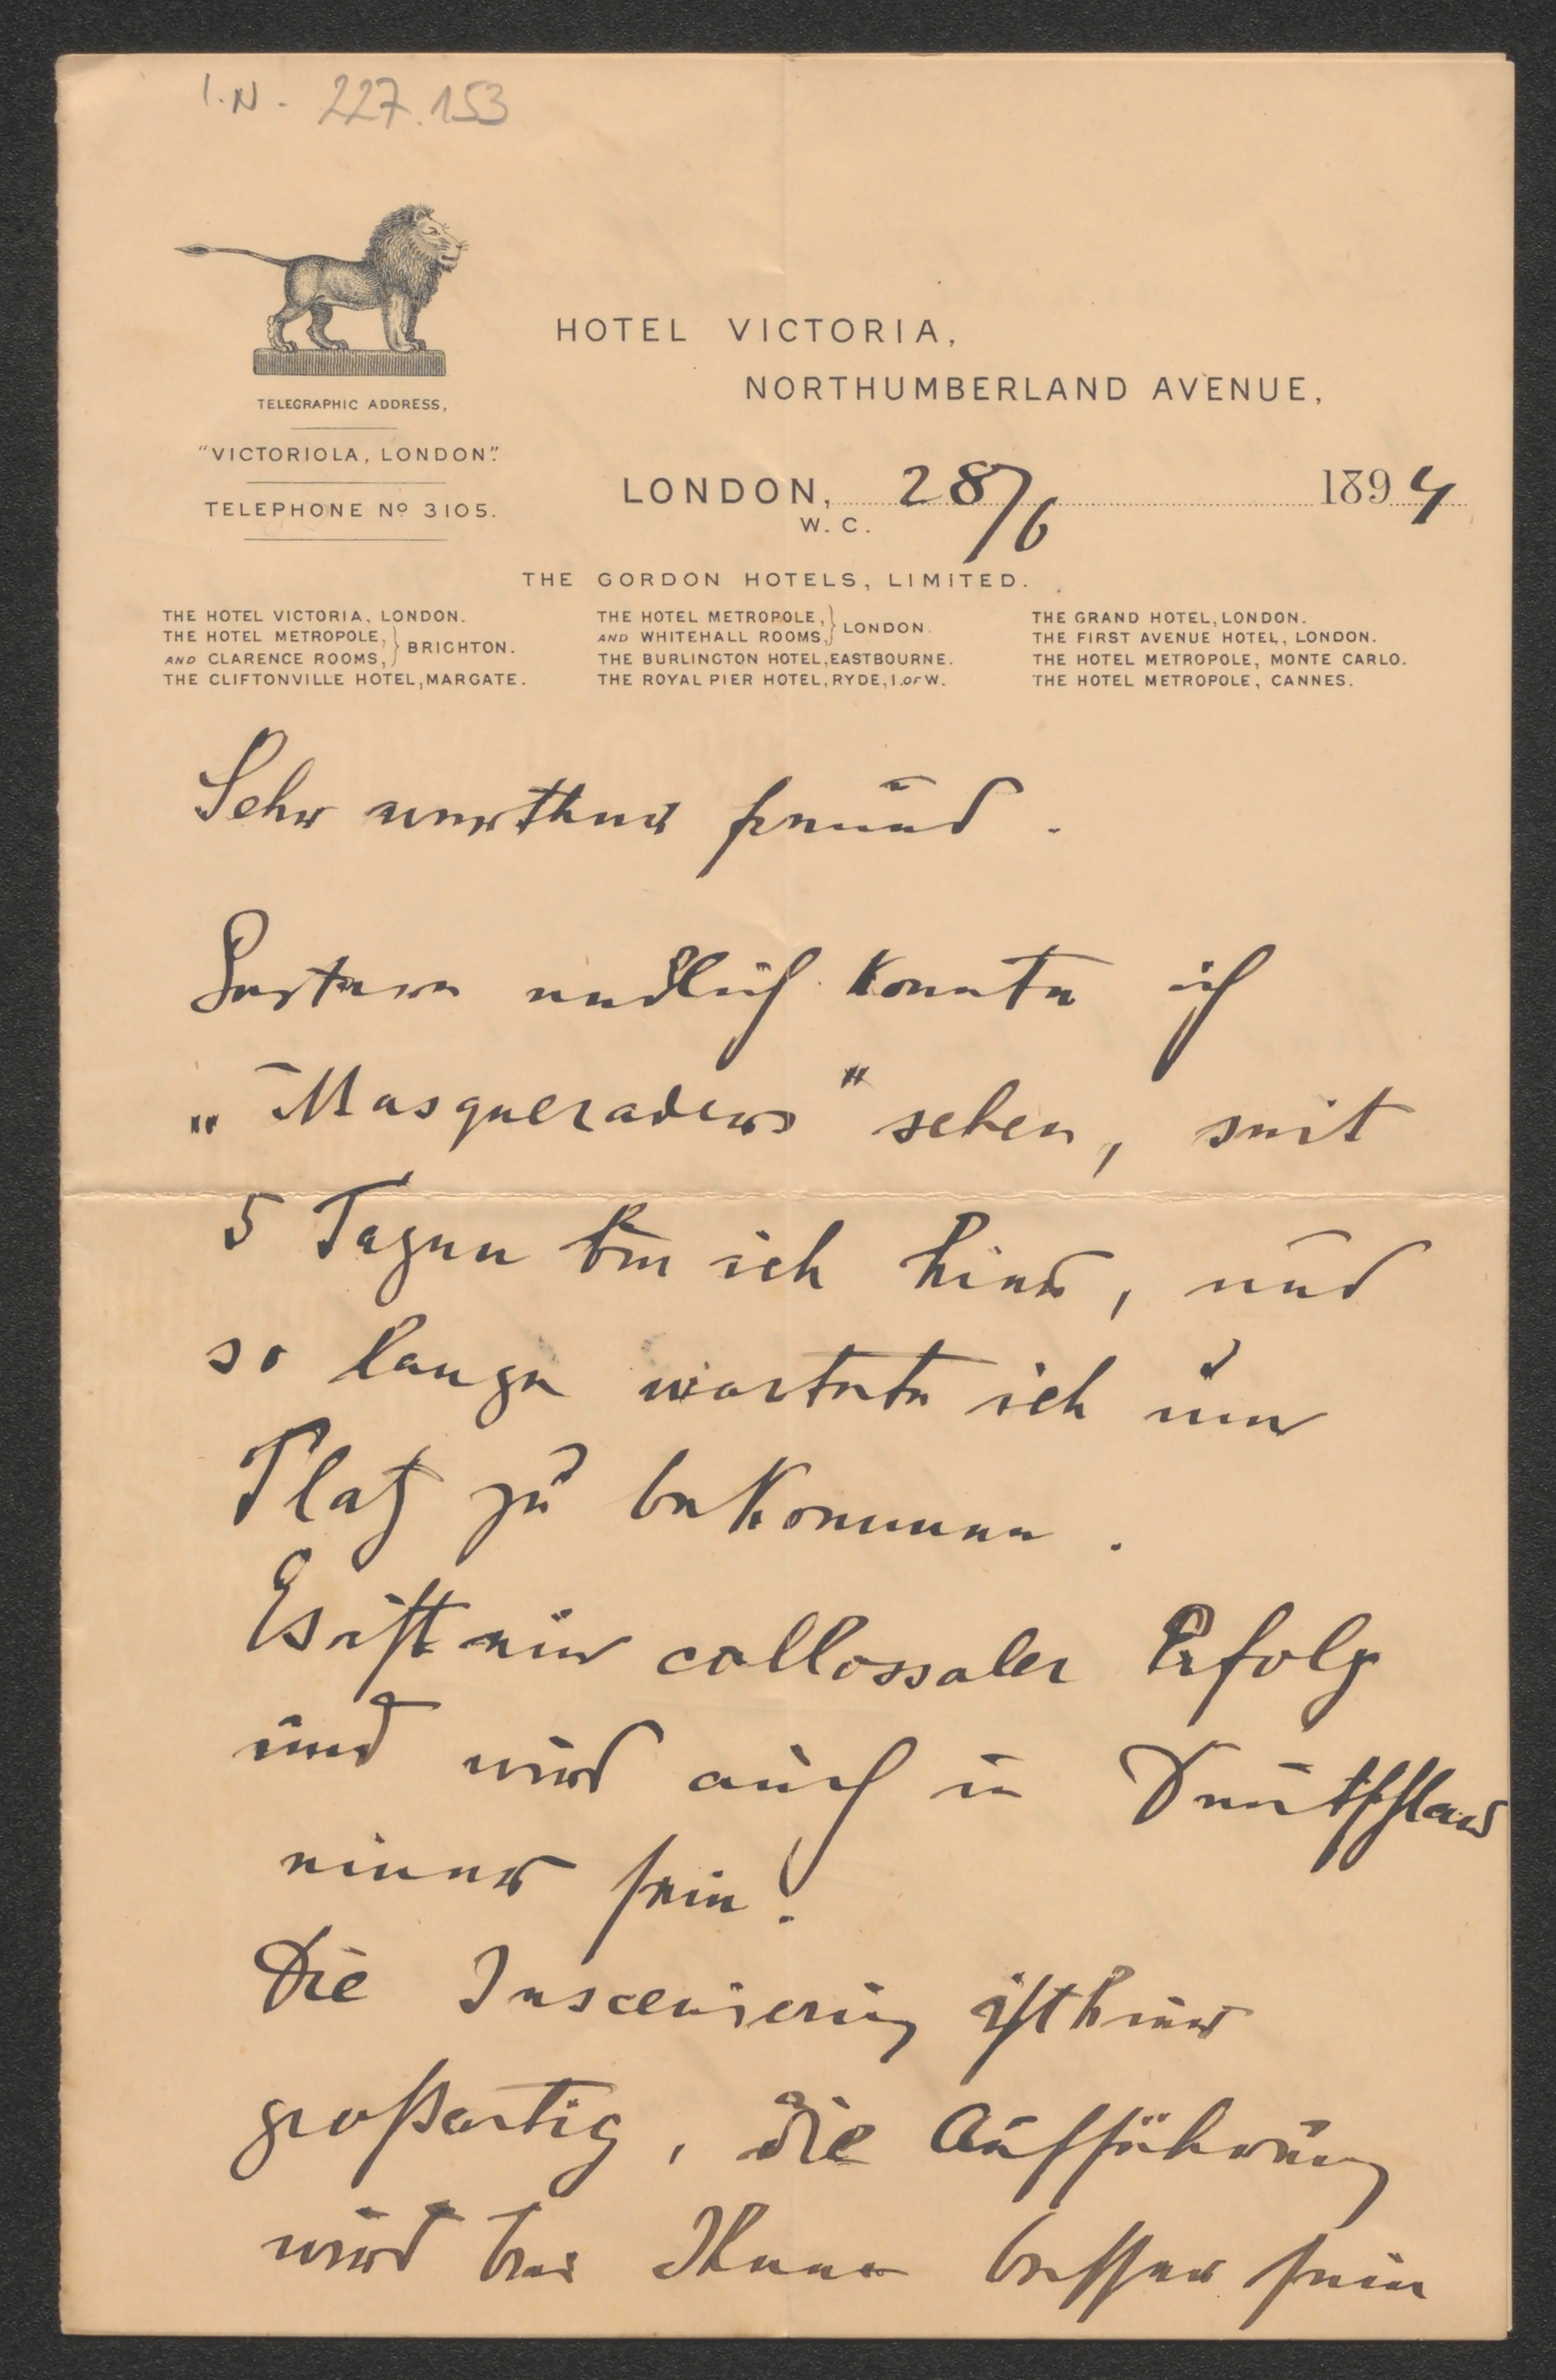 I.N. 227.153
HOTEL VICTORIA,
NORTHUMBERLAND AVENUE,
TELEGRAPHIC ADDRESS,
"VICTORIOLA, LONDON".
TELEPHONE Nº 3105.
LONDON, 28/6 1894
W. C.
THE GORDON HOTELS, LIMITED.
THE HOTEL VICTORIA, LONDON.
THE HOTEL METROPOLE, AND CLARENCE ROOMS, } BRIGHTON.
THE CLIFTONVILLE HOTEL, MARGATE.
THE HOTEL METROPOLE, AND WHITEHALL ROOMS, } LONDON.
THE BURLINGTON HOTEL, EASTBOURNE.
THE ROYAL PIER HOTEL, RYDE, I. OF W.
THE GRAND HOTEL, LONDON.
THE FIRST AVENUE HOTEL, LONDON.
THE HOTEL METROPOLE, MONTE CARLO.
THE HOTEL METROPOLE, CANNES.
Sehr werther Freund.
Gestern endlich konnte ich
„Masqueraders" sehen, seit
5 Tagen bin ich hier, und
so lange wartete ich um
Platz zu bekommen.
Es ist ein collossaler Erfolg
und wird auch in Deutschland
einer sein!
Die Inscenierung ist hier
großartig, die Aufführung
wird bei Ihnen besser sein